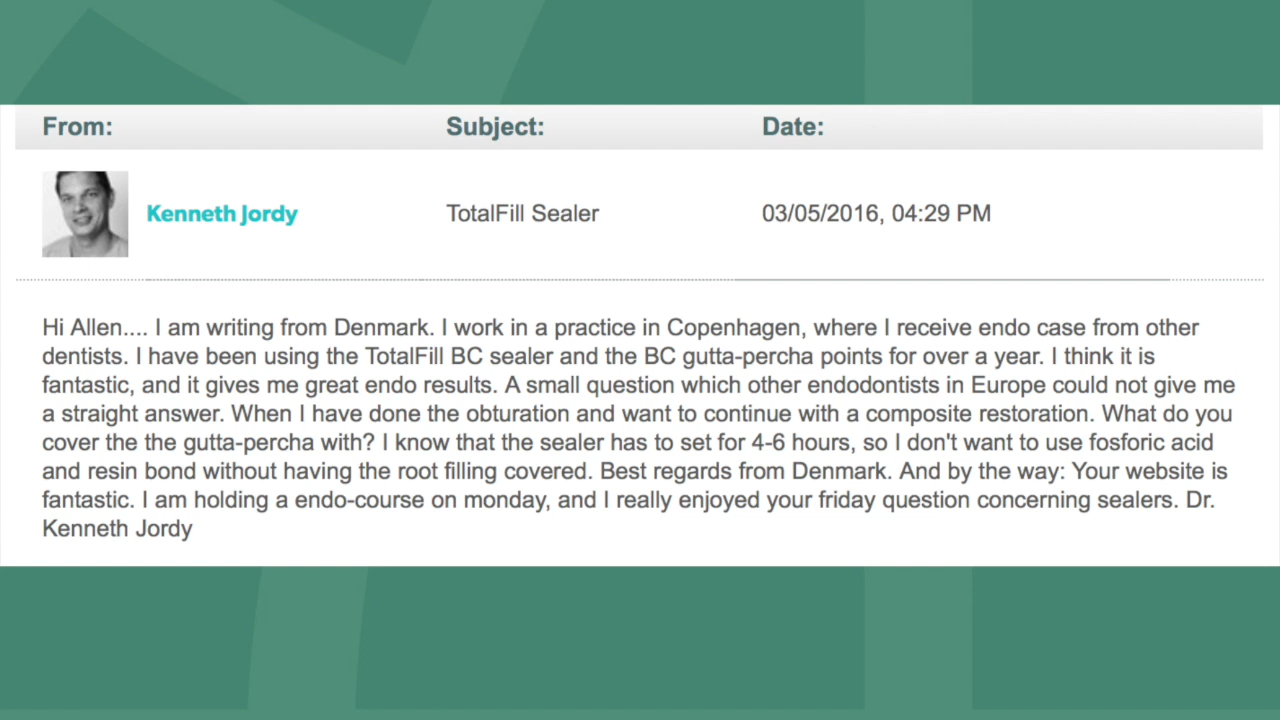 From: Subject: Date:
Kenneth Jordy TotalFill Sealer 03/05/2016, 04:29 PM
Hi Allen.... I am writing from Denmark. I work in a practice in Copenhagen, where I receive endo case from other
dentists. I have been using the TotalFill BC sealer and the BC gutta-percha points for over a year. I think it is
fantastic, and it gives me great endo results. A small question which other endodontists in Europe could not give me
a straight answer. When I have done the obturation and want to continue with a composite restoration. What do you
cover the the gutta-percha with? I know that the sealer has to set for 4-6 hours, so I don't want to use fosforic acid
and resin bond without having the root filling covered. Best regards from Denmark. And by the way: Your website is
fantastic. I am holding a endo-course on monday, and I really enjoyed your friday question concerning sealers. Dr.
Kenneth Jordy